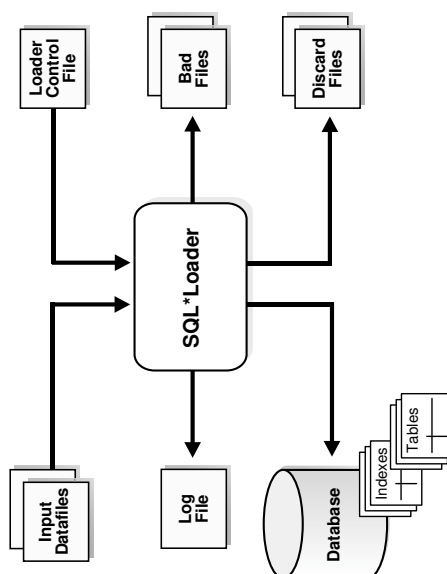 Input
Datafiles
Loader
Control
File
Log
File
SQL*Loader
Bad
Files
Database
Indexes
Tables
Discard
Files